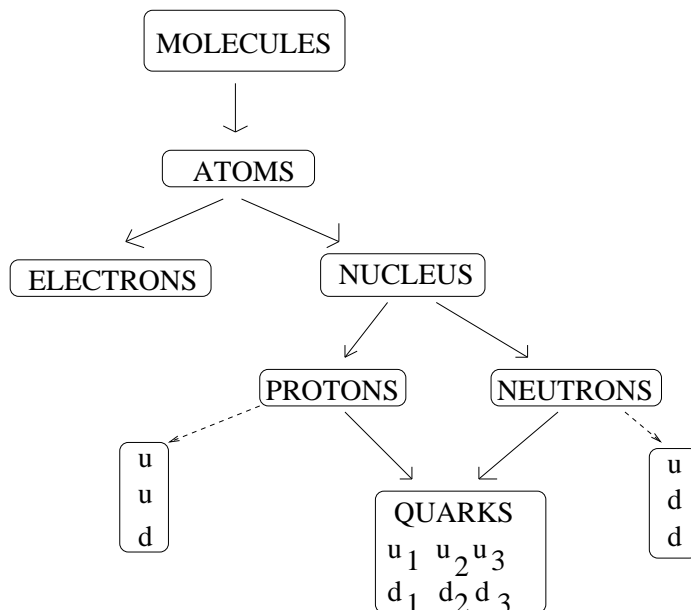 MOLECULES
ATOMS
ELECTRONS
NUCLEUS
PROTONS
NEUTRONS
u
u
d
QUARKS
u1 u2 u3
d1 d2 d3
u
d
d